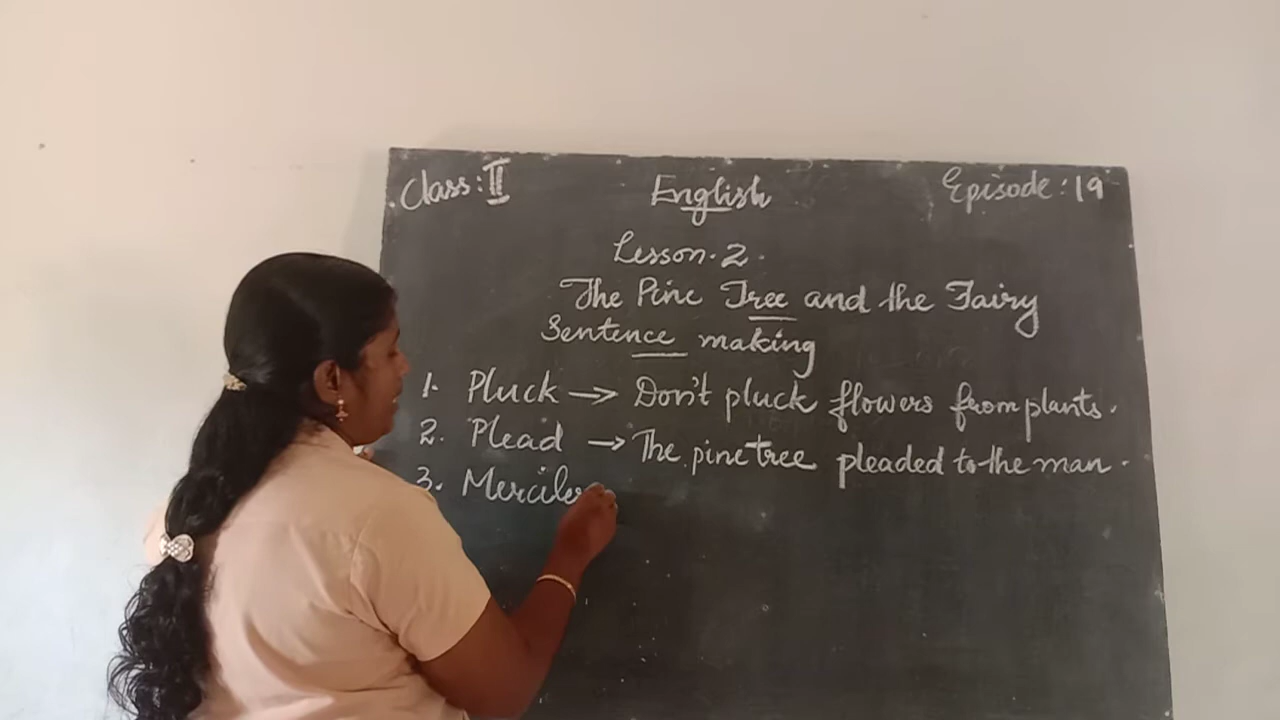 Class: II English Episode: 19
Lesson. 2.
The Pine Tree and the Fairy
Sentence making
1. Pluck → Don't pluck flowers from plants.
2. Plead → The pine tree pleaded to the man.
3. Merciles